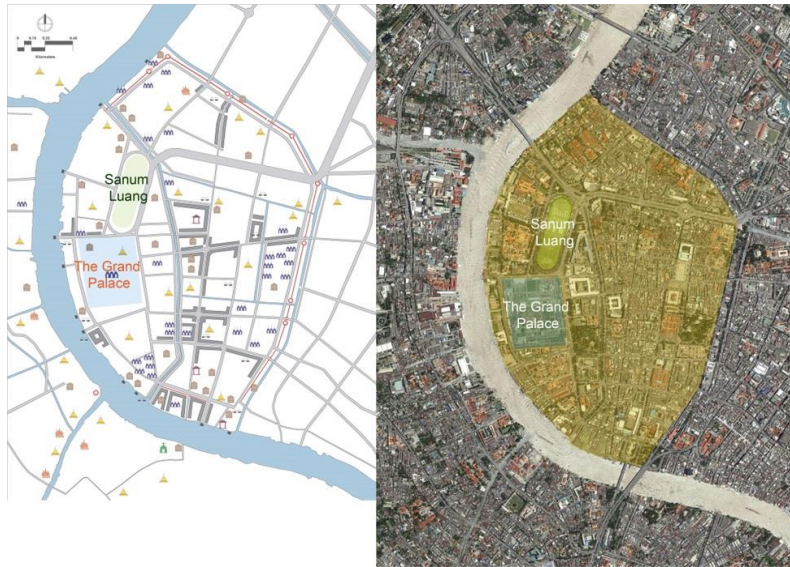 Sanum
Luang
The Grand
Palace
Sanum
Luang
The Grand
Palace